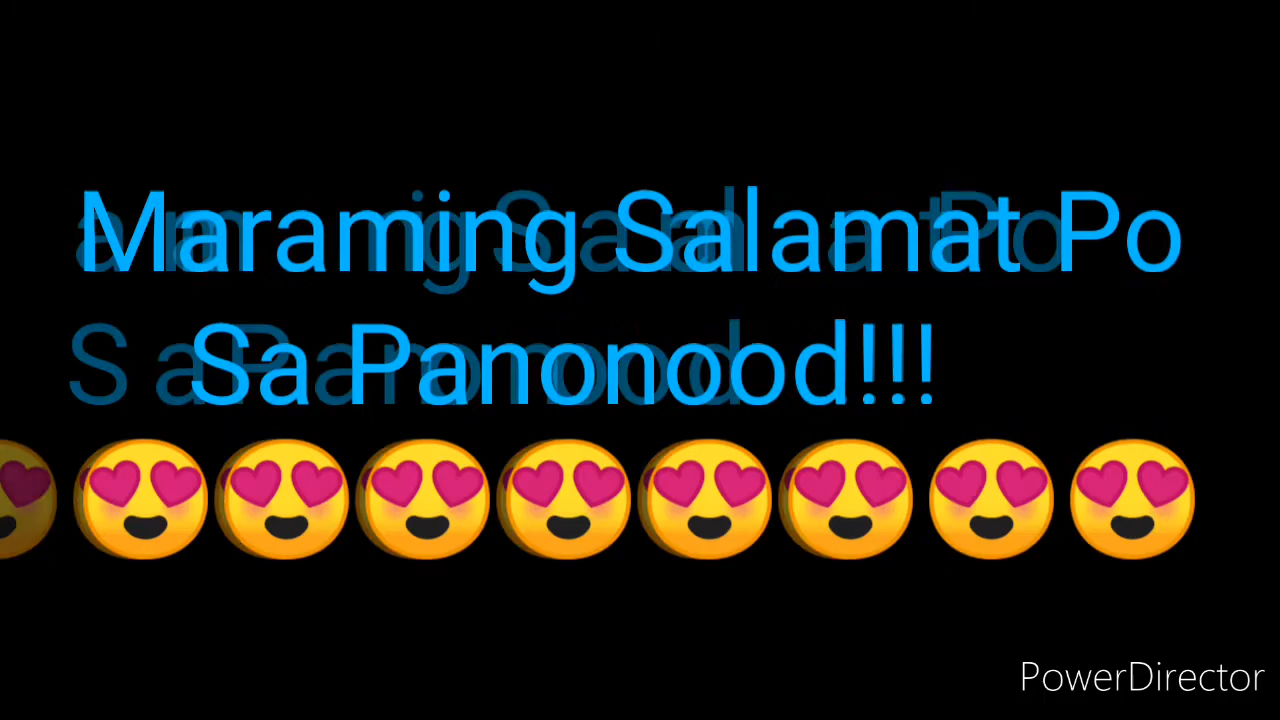 Maraming Salamat Po
Sa Panonood!!!
😍😍😍😍😍😍😍😍
PowerDirector